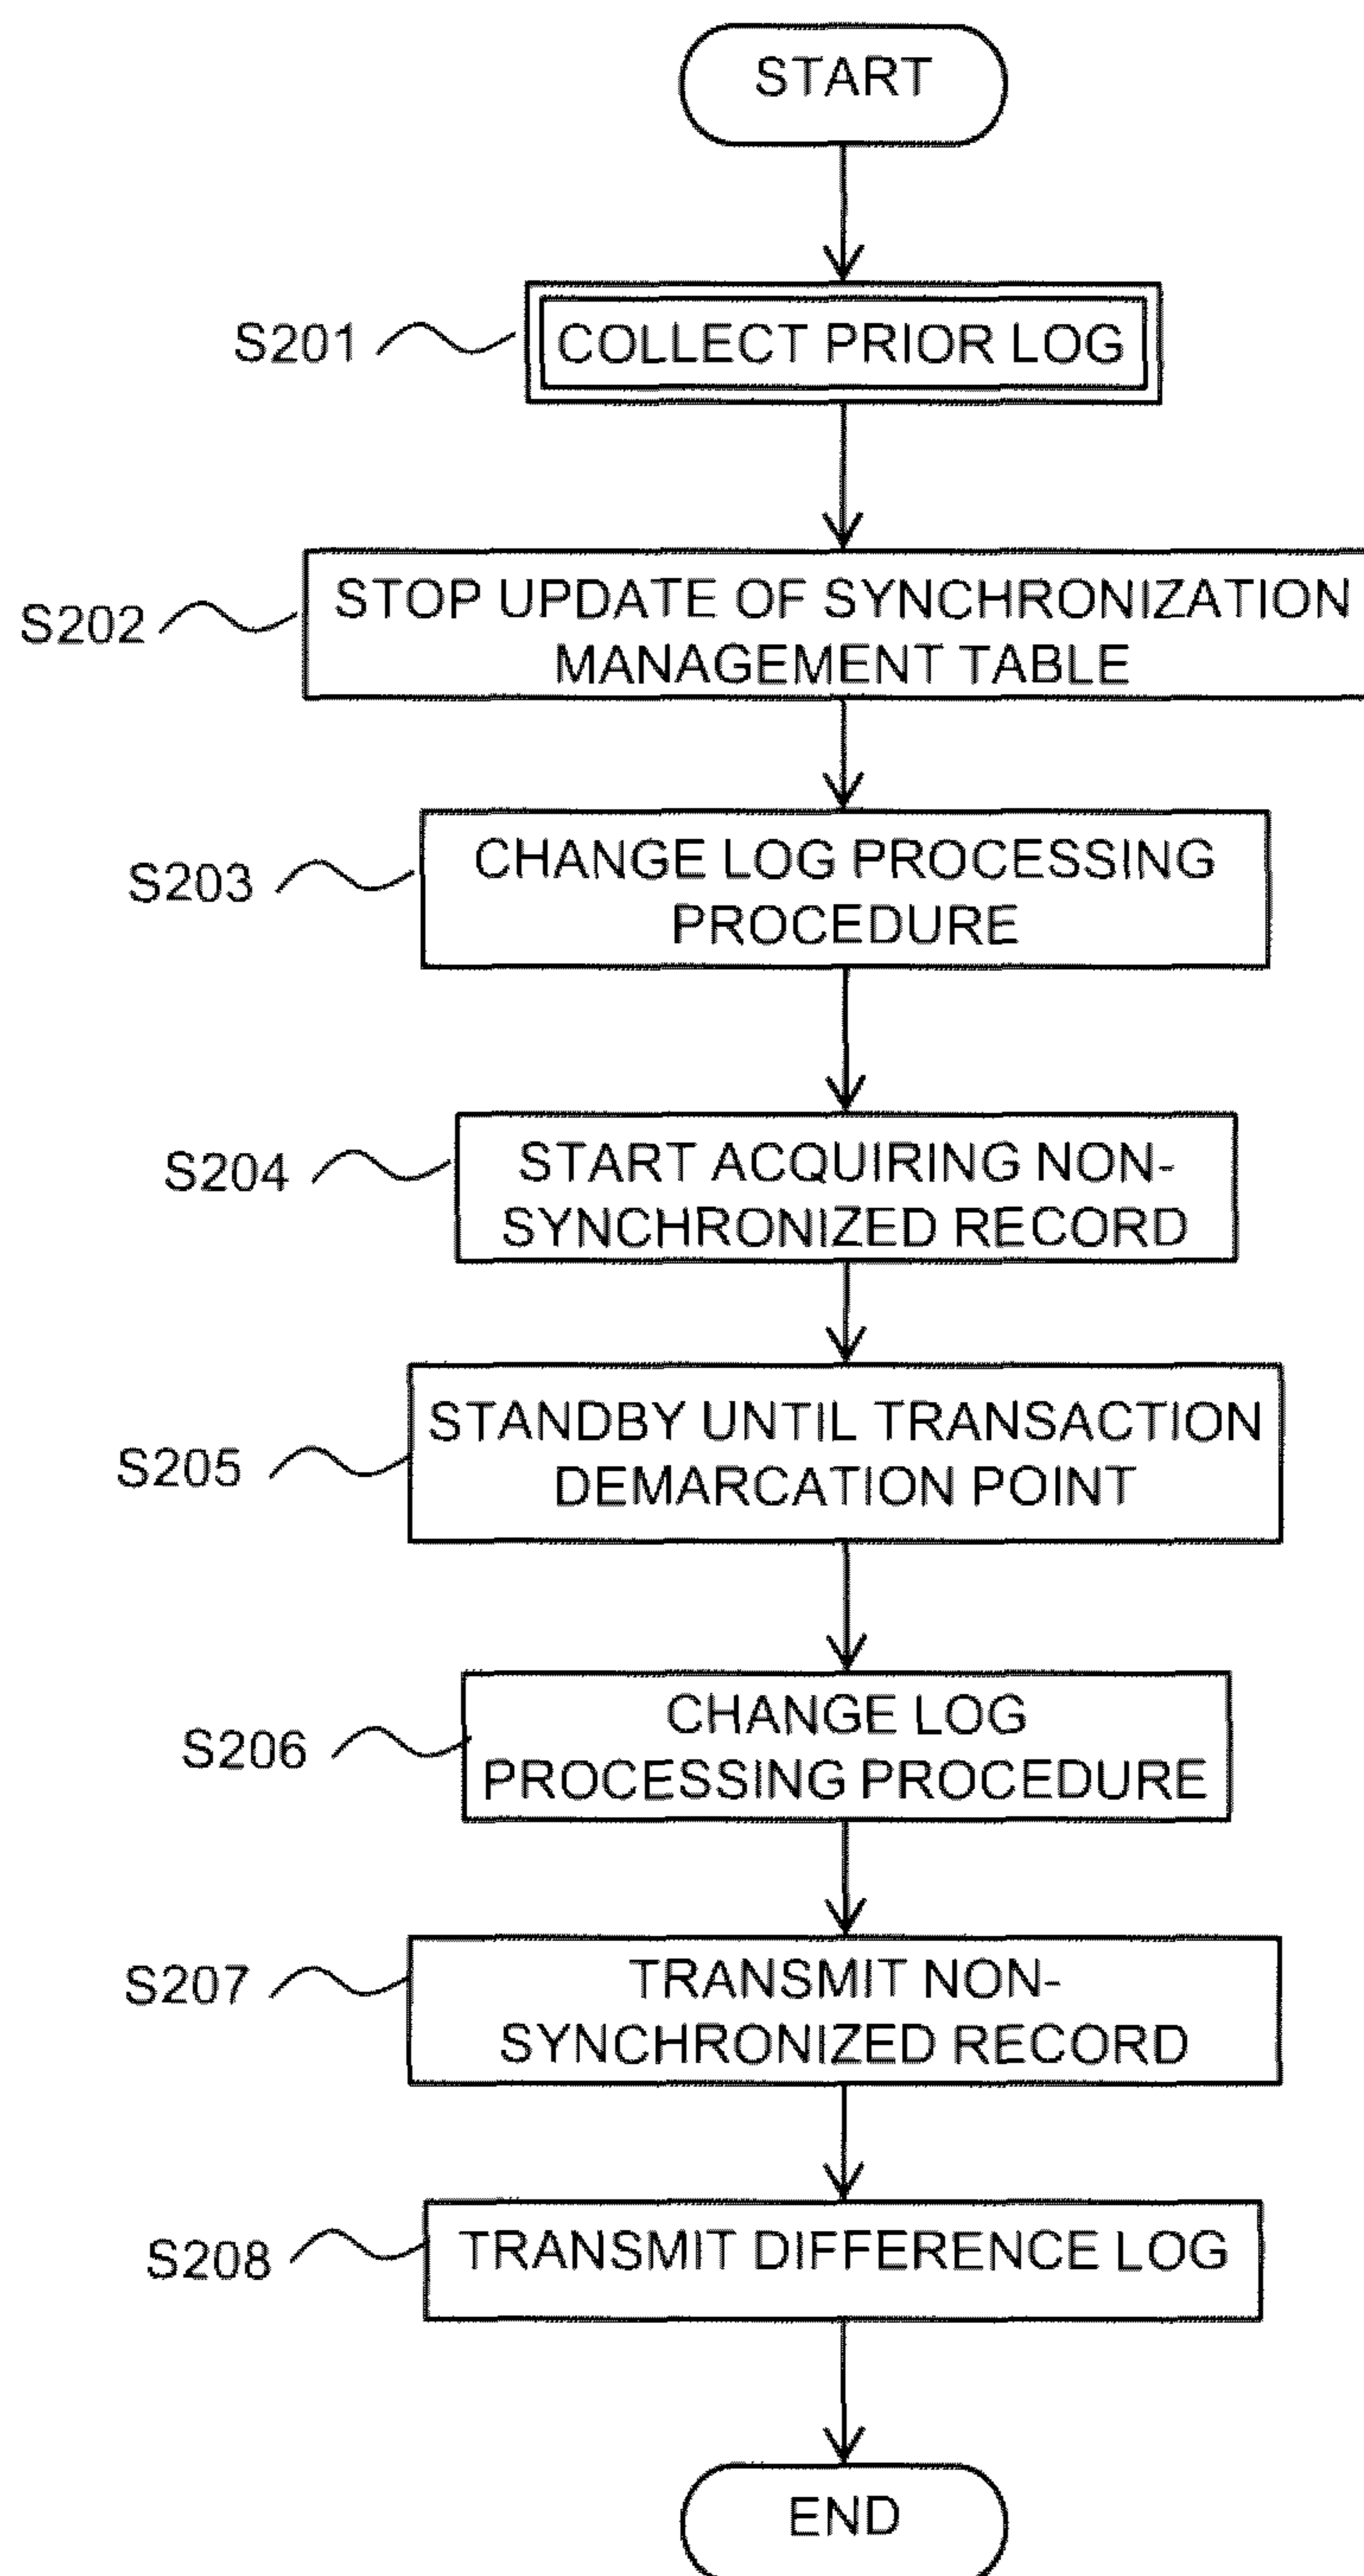 START
S201
COLLECT PRIOR LOG
S202
STOP UPDATE OF SYNCHRONIZATION
MANAGEMENT TABLE
S203
CHANGE LOG PROCESSING
PROCEDURE
S204
START ACQUIRING NON-
SYNCHRONIZED RECORD
S205
STANDBY UNTIL TRANSACTION
DEMARCATION POINT
S206
CHANGE LOG
PROCESSING PROCEDURE
S207
TRANSMIT NON-
SYNCHRONIZED RECORD
S208
TRANSMIT DIFFERENCE LOG
END